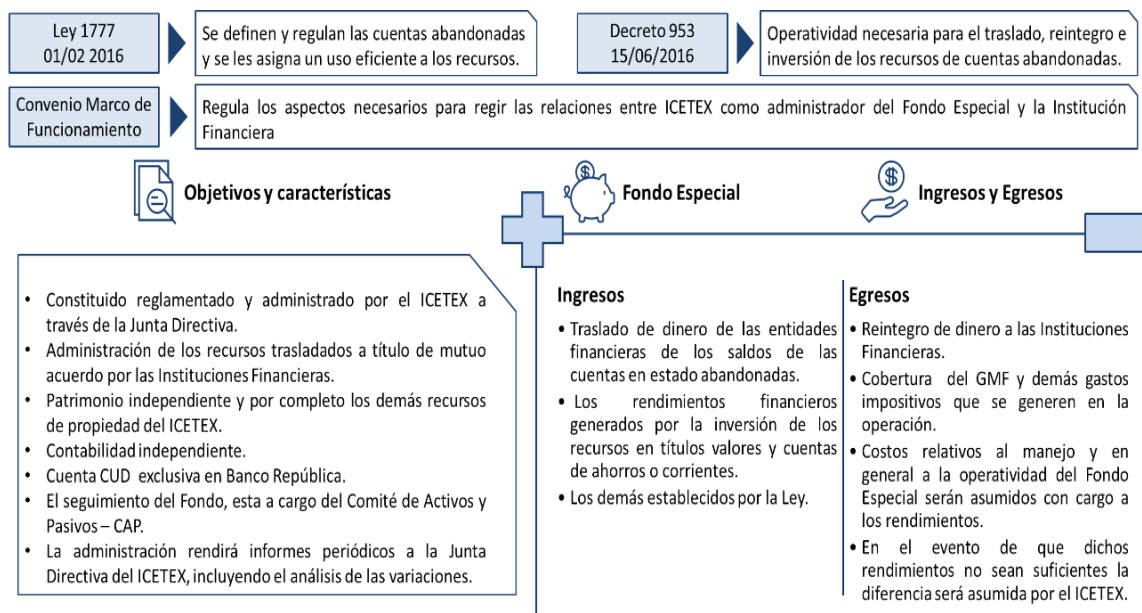 Ley 1777
01/02 2016
Se definen y regulan las cuentas abandonadas
y se les asigna un uso eficiente a los recursos.
Decreto 953
15/06/2016
Operatividad necesaria para el traslado, reintegro e
inversión de los recursos de cuentas abandonadas.
Convenio Marco de
Funcionamiento
Regula los aspectos necesarios para regir las relaciones entre ICETEX como administrador del Fondo Especial y la Institución
Financiera
Objetivos y características
Fondo Especial
Ingresos y Egresos
• Constituido reglamentado y administrado por el ICETEX a
través de la Junta Directiva.
• Administración de los recursos trasladados a título de mutuo
acuerdo por las Instituciones Financieras.
• Patrimonio independiente y por completo los demás recursos
de propiedad del ICETEX.
• Contabilidad independiente.
• Cuenta CUD exclusiva en Banco República.
• El seguimiento del Fondo, esta a cargo del Comité de Activos y
Pasivos – CAP.
• La administración rendirá informes periódicos a la Junta
Directiva del ICETEX, incluyendo el análisis de las variaciones.
Ingresos
• Traslado de dinero de las entidades
financieras de los saldos de las
cuentas en estado abandonadas.
• Los rendimientos financieros
generados por la inversión de los
recursos en títulos valores y cuentas
de ahorros o corrientes.
• Los demás establecidos por la Ley.
Egresos
• Reintegro de dinero a las Instituciones
Financieras.
• Cobertura del GMF y demás gastos
impositivos que se generen en la
operación.
• Costos relativos al manejo y en
general a la operatividad del Fondo
Especial serán asumidos con cargo a
los rendimientos.
• En el evento de que dichos
rendimientos no sean suficientes la
diferencia será asumida por el ICETEX.